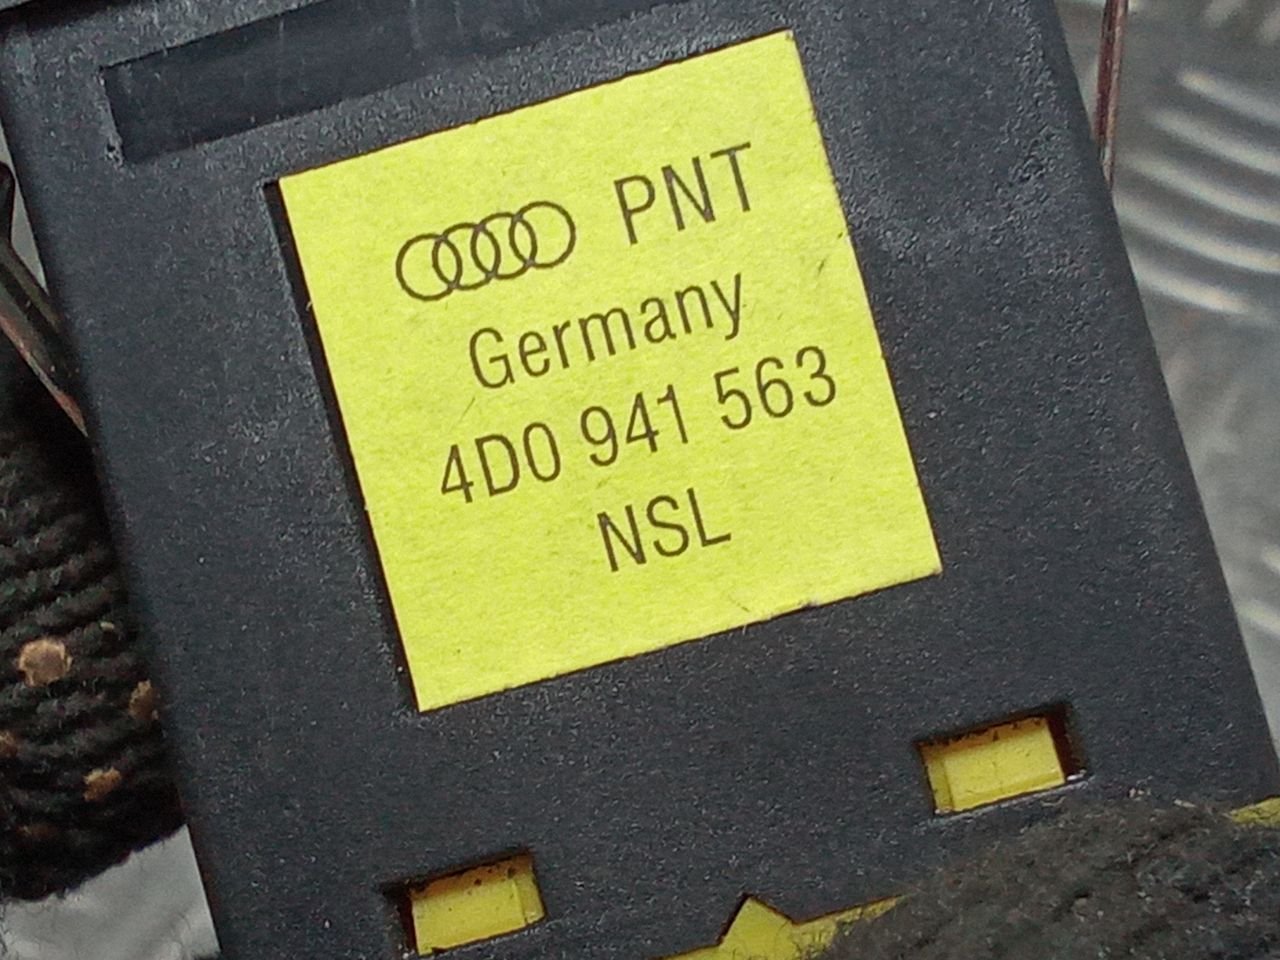 PNT
Germany
4D0 941 563
NSL